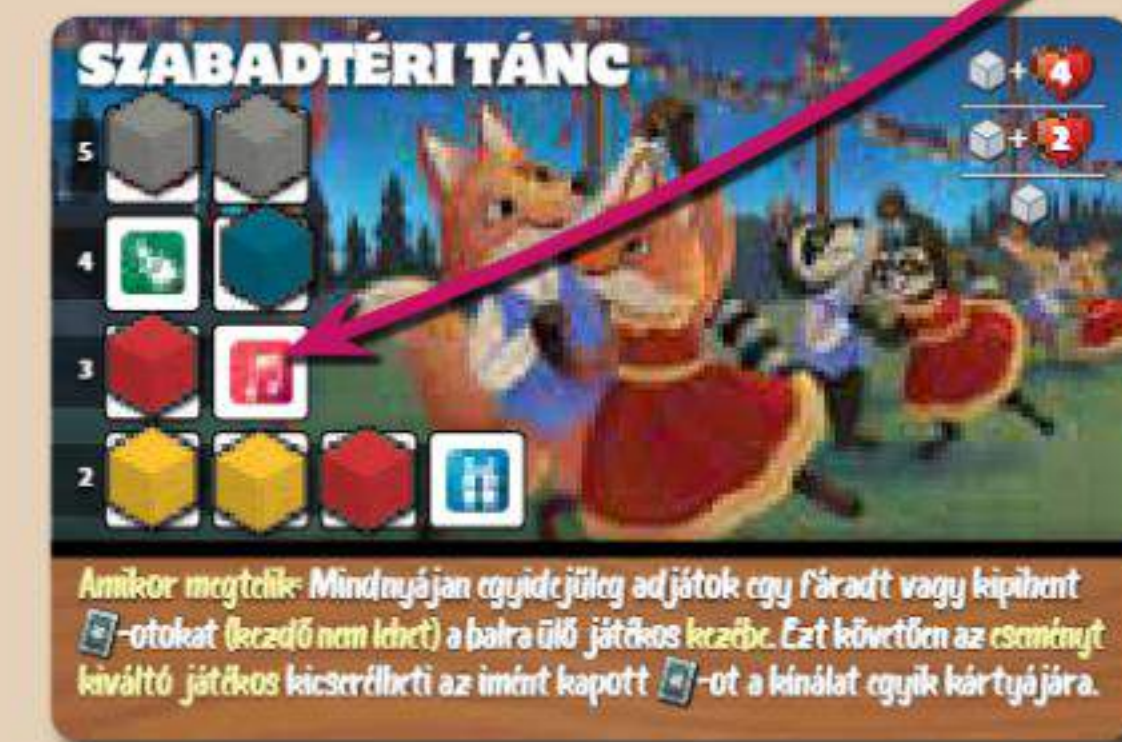 SZABADTÉRI TÁNC
4
2
5
4
3
2
Amikor megtelik: Mindnyájan egyidejűleg adjátok egy fáradt vagy kipihent
-otokat (kezdő nem lehet) a balra ülő játékos kezébe. Ezt követően az eseményt
kiváltó játékos kicserélheti az imént kapott -ot a kínálat egyik kártyájára.